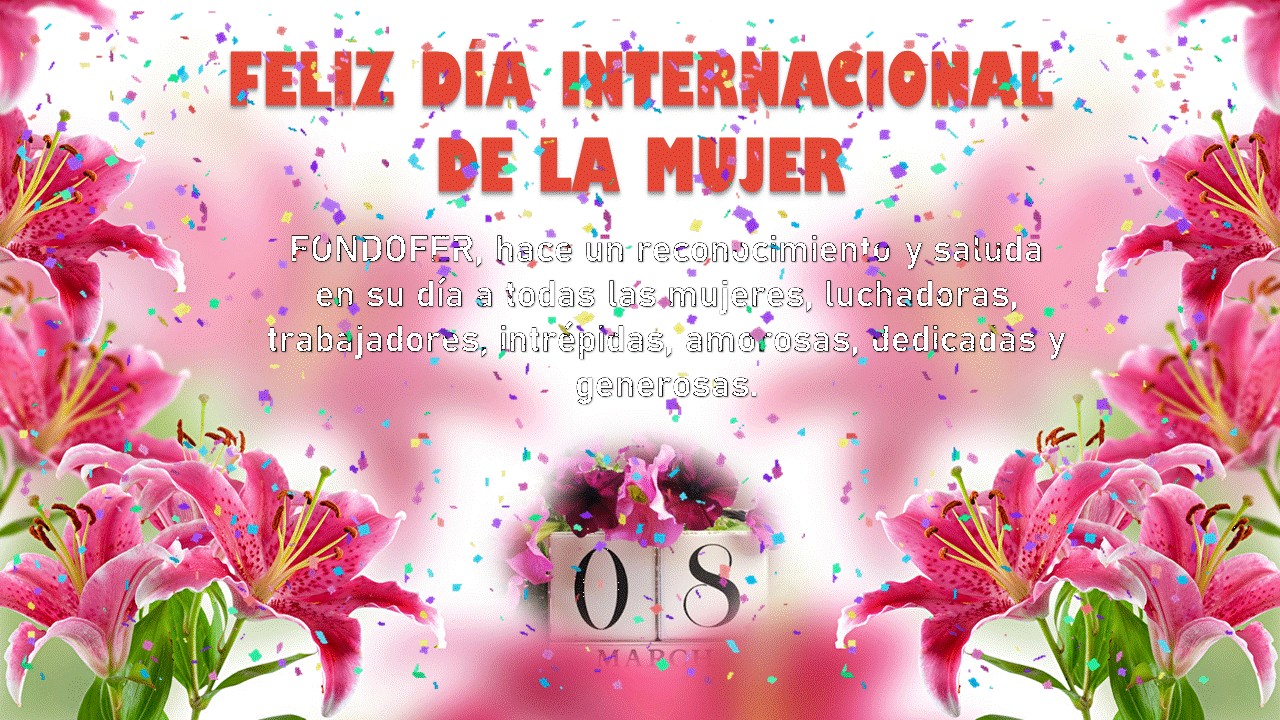 FELIZ DÍA INTERNACIONAL
DE LA MUJER
FONDOFER, hace un reconocimiento y saluda
en su día a todas las mujeres, luchadoras,
trabajadores, intrépidas, amorosas, dedicadas y
generosas.
08
MARCH